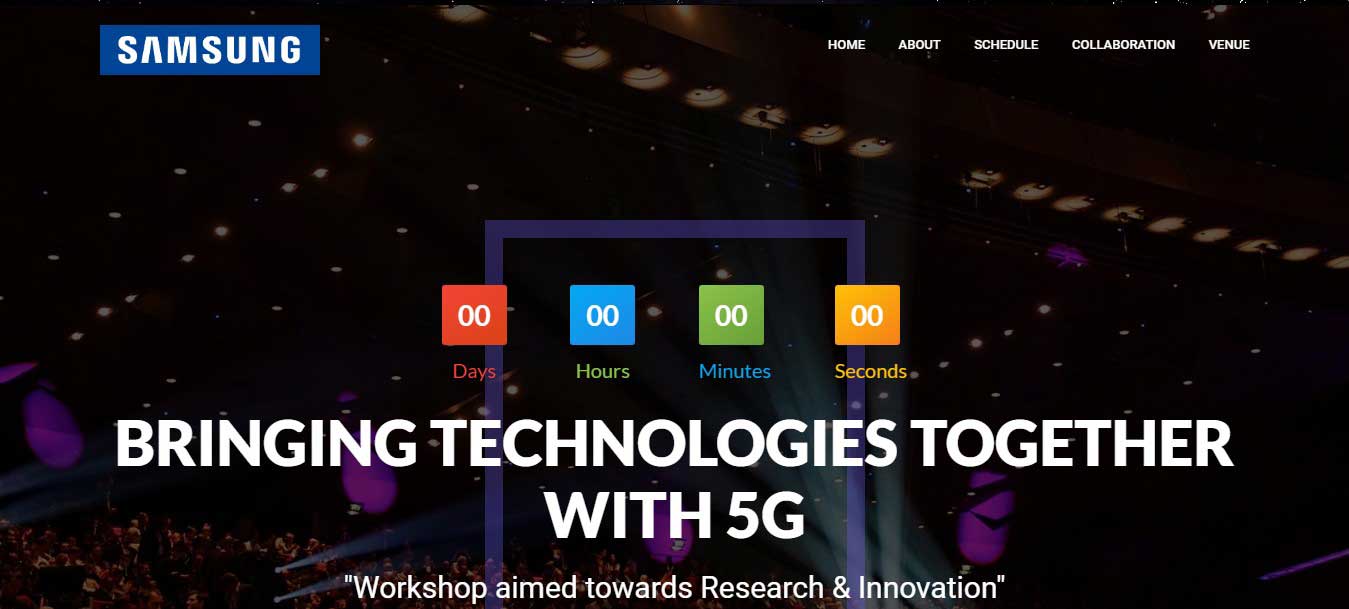 SAMSUNG
HOME ABOUT SCHEDULE COLLABORATION VENUE
00 00 00 00
Days Hours Minutes Seconds
BRINGING TECHNOLOGIES TOGETHER
WITH 5G
"Workshop aimed towards Research & Innovation"